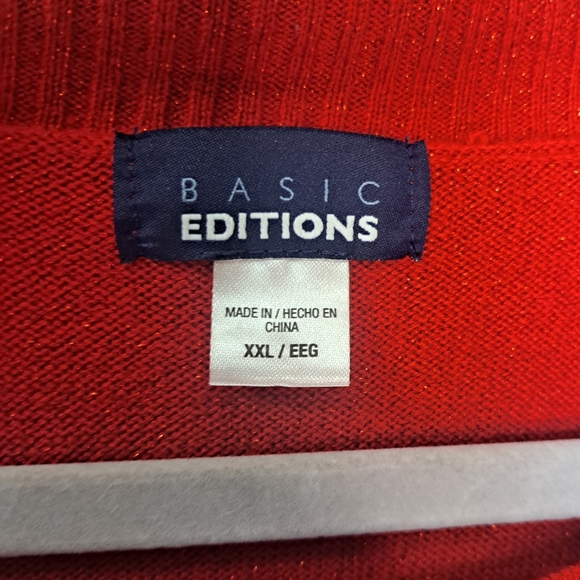 BASIC
EDITIONS
MADE IN / HECHO EN
CHINA
XXL / EEG